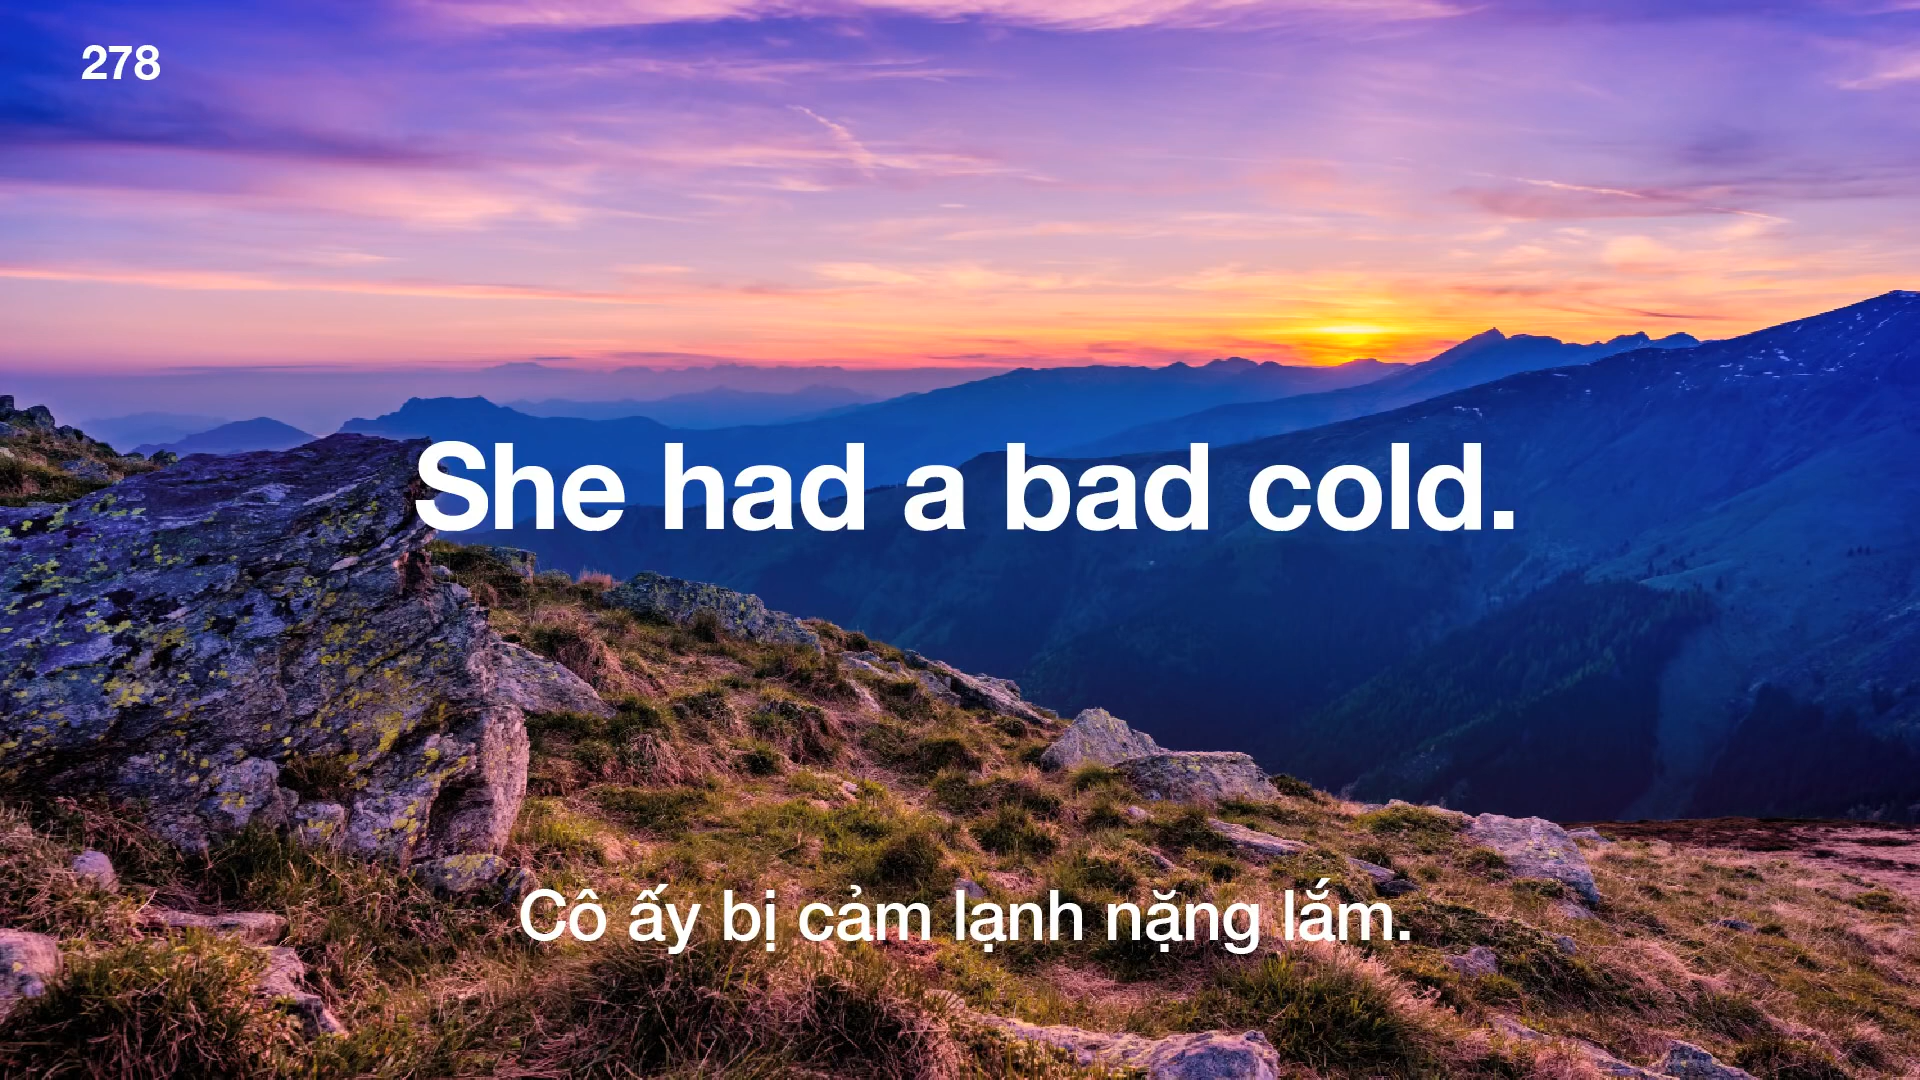 278
She had a bad cold.
Cô ấy bị cảm lạnh nặng lắm.